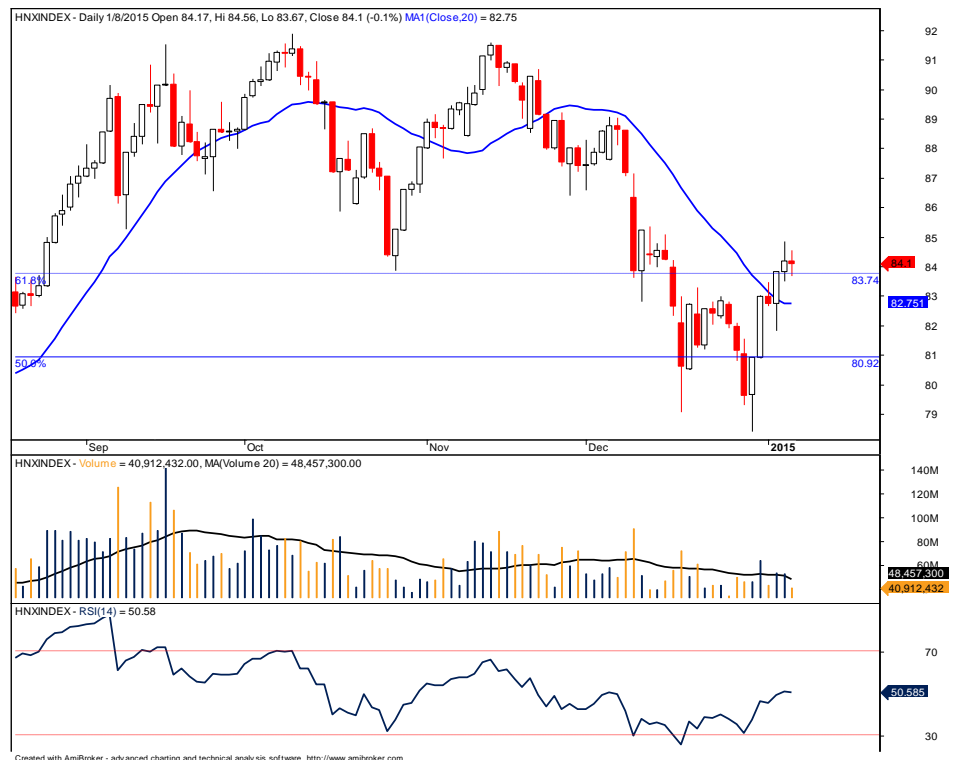 HNXINDEX - Daily 1/8/2015 Open 84.17, Hi 84.56, Lo 83.67, Close 84.1 (-0.1%) MA1(Close,20) = 82.75
92
91
90
89
88
87
86
85
84.1
84
61.8%
83.74
83
82.751
82
81
50.0%
80.92
80
79
Sep Oct Nov Dec 2015
HNXINDEX - Volume = 40,912,432.00, MA(Volume 20) = 48,457,300.00
140M
120M
100M
80M
60M
48,457,300
40,912,432
HNXINDEX - RSI(14) = 50.58
70
50.585
30
Created with AmiBroker - advanced charting and technical analysis software. http://www.amibroker.com